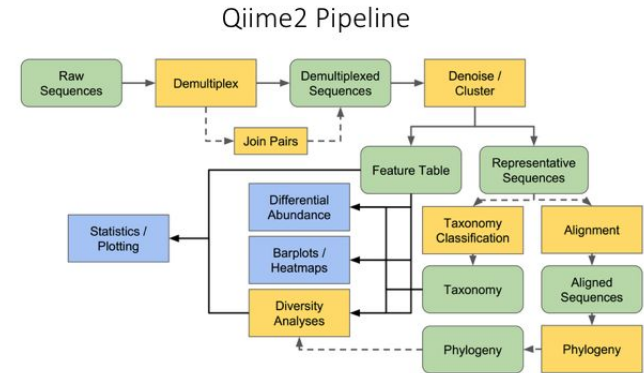 Qiime2 Pipeline
Raw
Sequences
Demultiplex
Demultiplexed
Sequences
Denoise /
Cluster
Join Pairs
Feature Table
Representative
Sequences
Differential
Abundance
Statistics /
Plotting
Taxonomy
Classification
Alignment
Barplots /
Heatmaps
Taxonomy
Aligned
Sequences
Diversity
Analyses
Phylogeny
Phylogeny